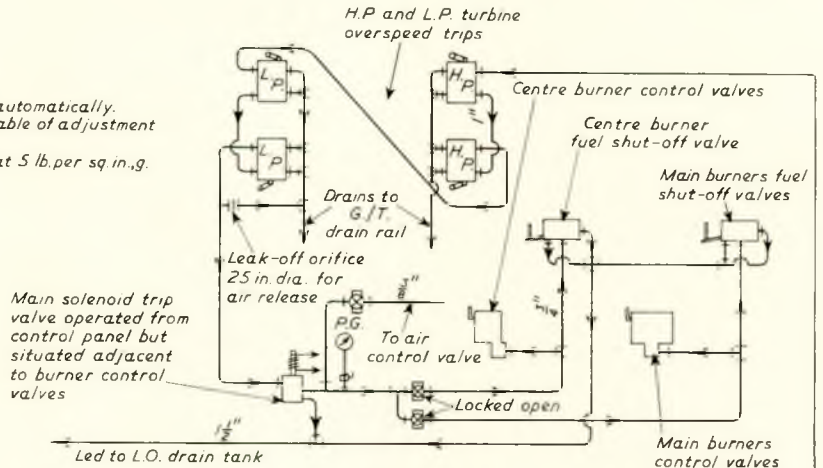 H.P and L.P. turbine
overspeed trips
automatically.
able of adjustment
at 5 lb. per sq. in.,g.
L.P.
H.P.
1"
L.P.
H.P.
Centre burner control valves
Centre burner
fuel shut-off valve
Main burners fuel
shut-off valves
Drains to
G./T.
drain rail
Leak-off orifice
25 in. dia. for
air release
Main solenoid trip
valve operated from
control panel but
situated adjacent
to burner control
valves
P.G.
To air
control valve
Locked open
1½"
Led to L.O. drain tank
Main burners
control valves